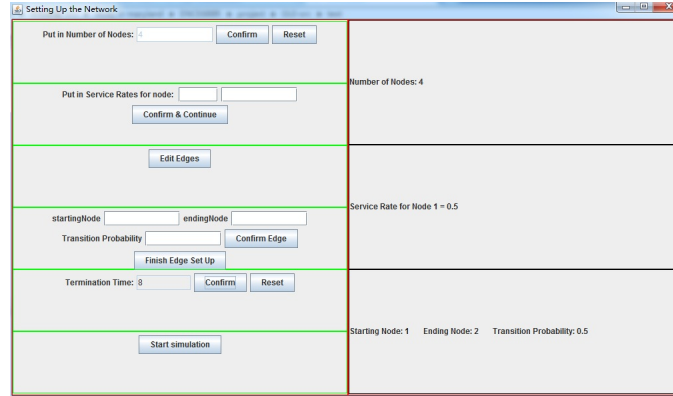 Setting Up the Network
Put in Number of Nodes: 4 Confirm Reset
Put in Service Rates for node:
Confirm & Continue
Edit Edges
startingNode endingNode
Transition Probability Confirm Edge
Finish Edge Set Up
Termination Time: 8 Confirm Reset
Start simulation
Number of Nodes: 4
Service Rate for Node 1 = 0.5
Starting Node: 1 Ending Node: 2 Transition Probability: 0.5